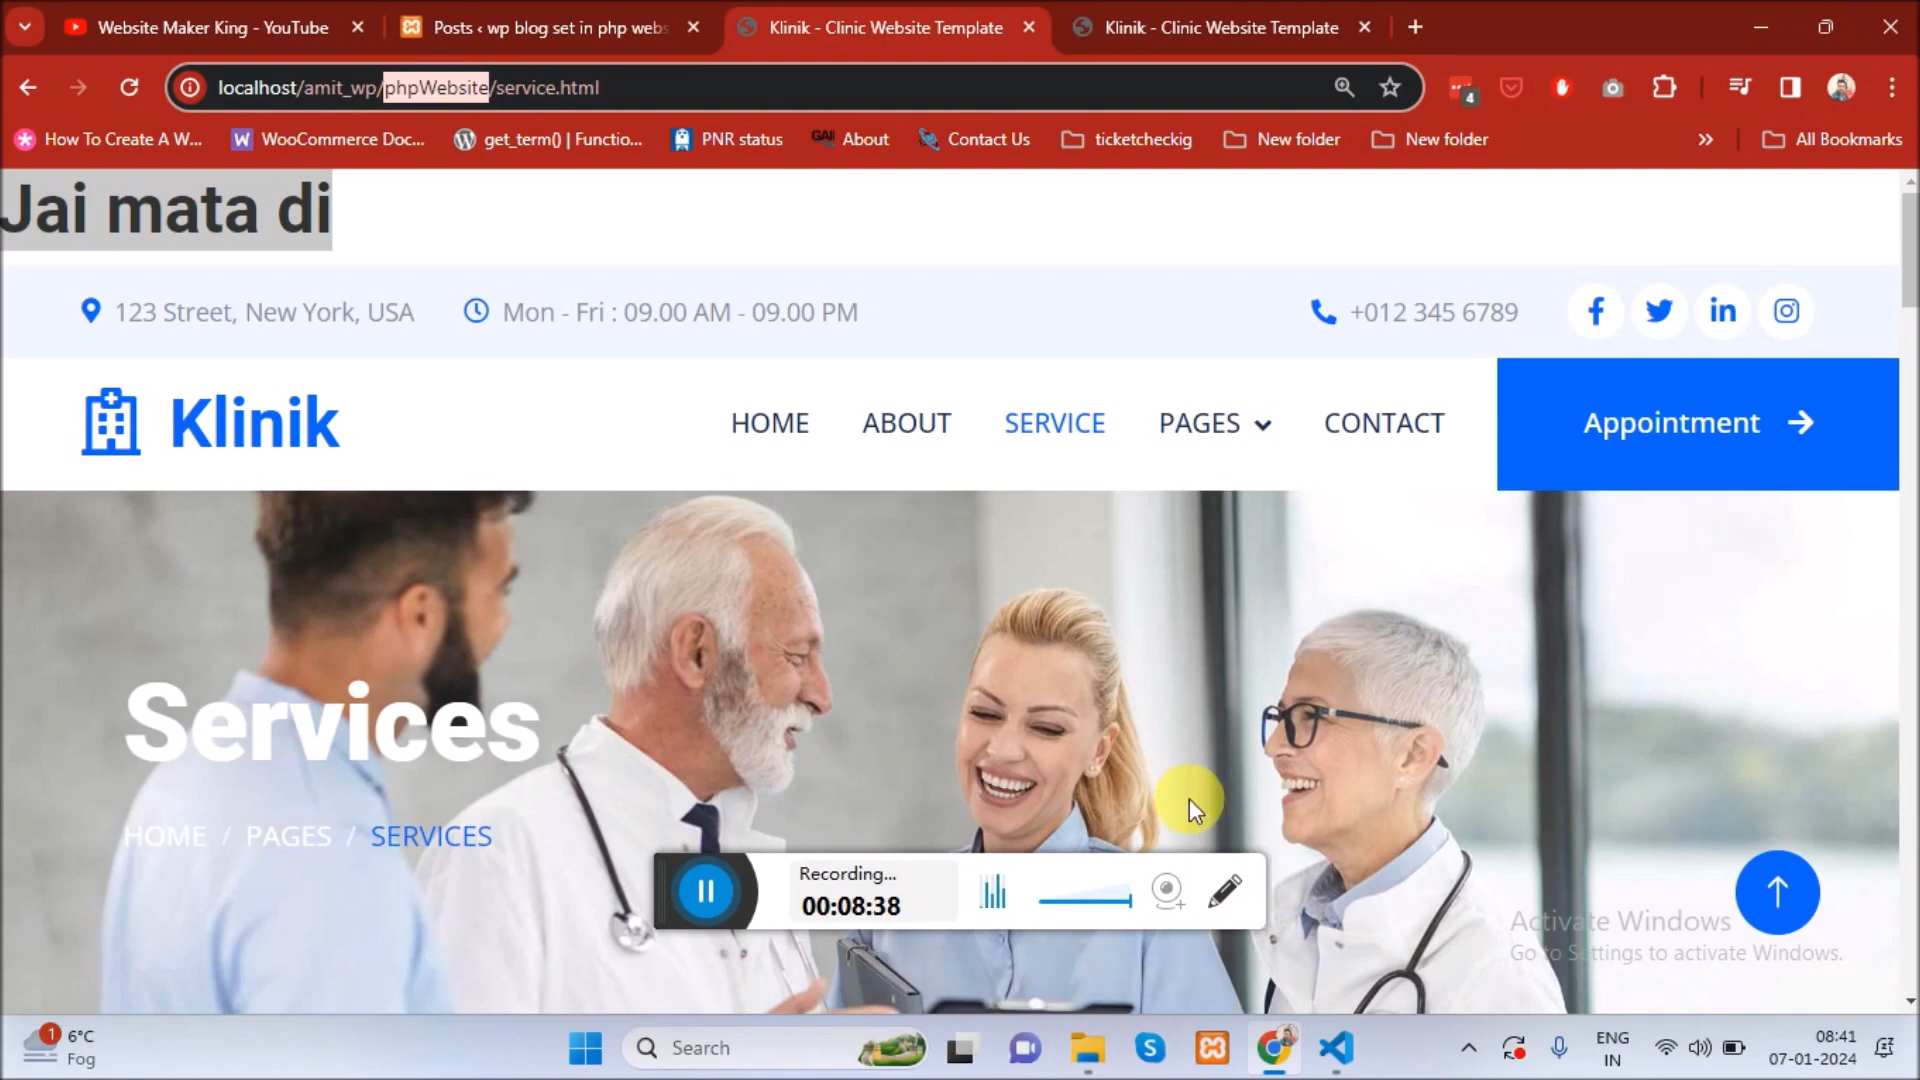 Website Maker King - YouTube
Posts ‹ wp blog set in php webs
Klinik - Clinic Website Template
Klinik - Clinic Website Template
localhost/amit_wp/phpWebsite/service.html
4
How To Create A W...
WooCommerce Doc...
get_term() | Functio...
PNR status
GAII
About
Contact Us
ticketcheckig
New folder
New folder
All Bookmarks
Jai mata di
123 Street, New York, USA
Mon - Fri : 09.00 AM - 09.00 PM
+012 345 6789
Klinik
HOME
ABOUT
SERVICE
PAGES
CONTACT
Appointment
Services
HOME / PAGES / SERVICES
Recording...
00:08:38
Activate Windows
Go to Settings to activate Windows.
1
6°C
Fog
Search
ENG
IN
08:41
07-01-2024